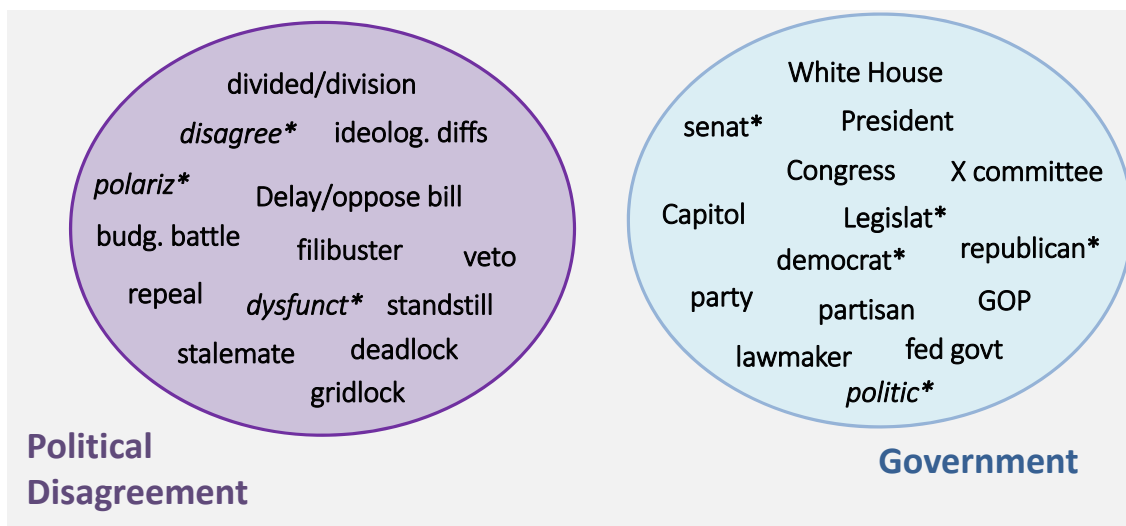 divided/division
disagree* ideolog. diffs
polariz*
Delay/oppose bill
budg. battle
filibuster
veto
repeal
dysfunct* standstill
stalemate
deadlock
gridlock
Political
Disagreement
White House
senat*
President
Congress
X committee
Capitol
Legislat*
democrat*
republican*
party
partisan
GOP
lawmaker
fed govt
politic*
Government